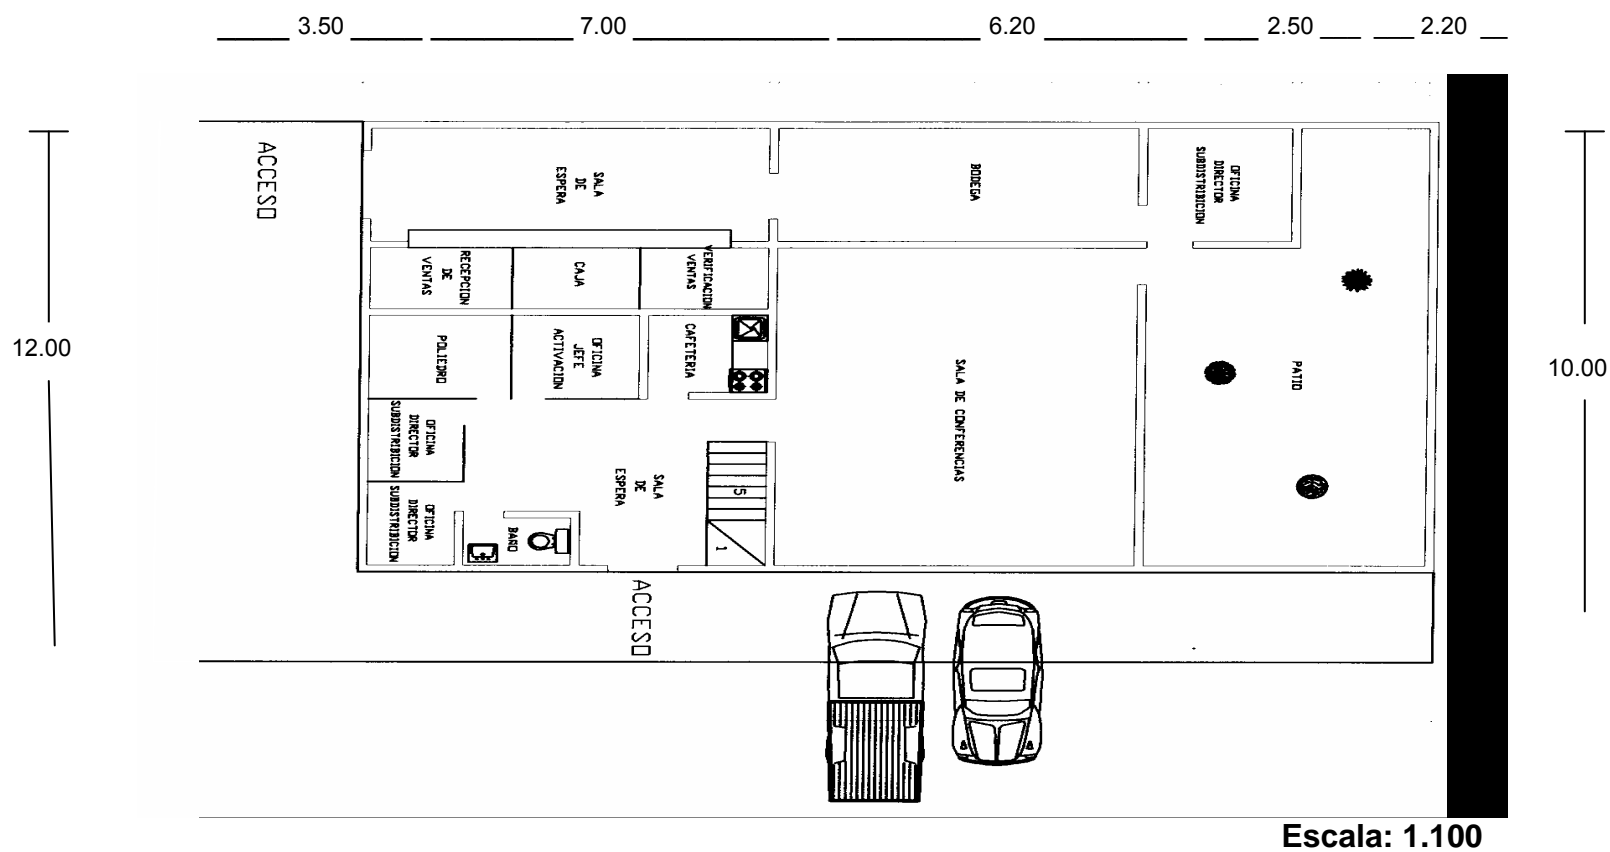 3.50
7.00
6.20
2.50
2.20
12.00
10.00
ACCESO
SALA
DE
ESPERA
BODEGA
OFICINA
DIRECTOR
SUBDISTRIBICION
RECEPCION
DE
VENTAS
CAJA
VERIFICACION
VENTAS
POLIEDRO
OFICINA
JEFE
ACTIVACION
CAFETERIA
SALA DE CONFERENCIAS
PATIO
OFICINA
DIRECTOR
SUBDISTRIBICION
OFICINA
DIRECTOR
SUBDISTRIBICION
SALA
DE
ESPERA
5
1
BAÑO
ACCESO
Escala: 1.100